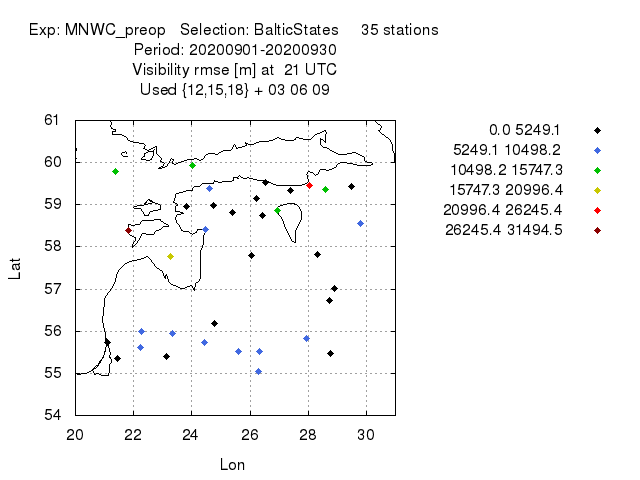 Exp: MNWC_preop Selection: BalticStates 35 stations
Period: 20200901-20200930
Visibility rmse [m] at 21 UTC
Used {12,15,18} + 03 06 09
61
60
59
58
57
56
55
54
Lat
20 22 24 26 28 30
Lon
0.0 5249.1
5249.1 10498.2
10498.2 15747.3
15747.3 20996.4
20996.4 26245.4
26245.4 31494.5